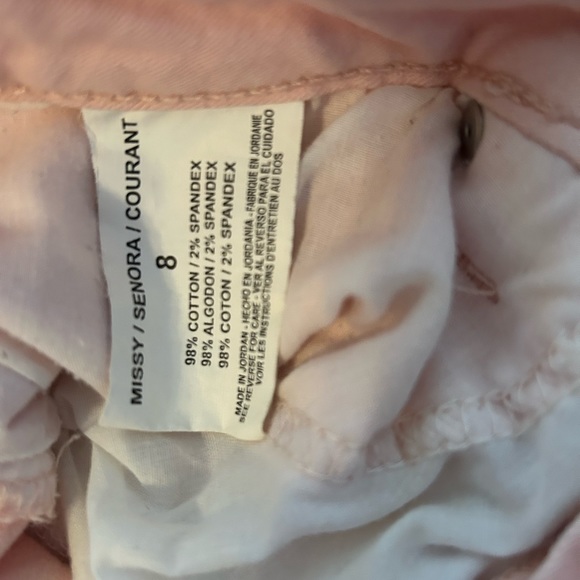 MISSY / SENORA / COURANT
8
98% COTTON / 2% SPANDEX
98% ALGODON / 2% SPANDEX
98% COTON / 2% SPANDEX
MADE IN JORDAN - HECHO EN JORDANIA - FABRIQUE EN JORDANIE
SEE REVERSE FOR CARE - VER AL REVERSO PARA EL CUIDADO
VOIR LES INSTRUCTIONS D'ENTRETIEN AU DOS